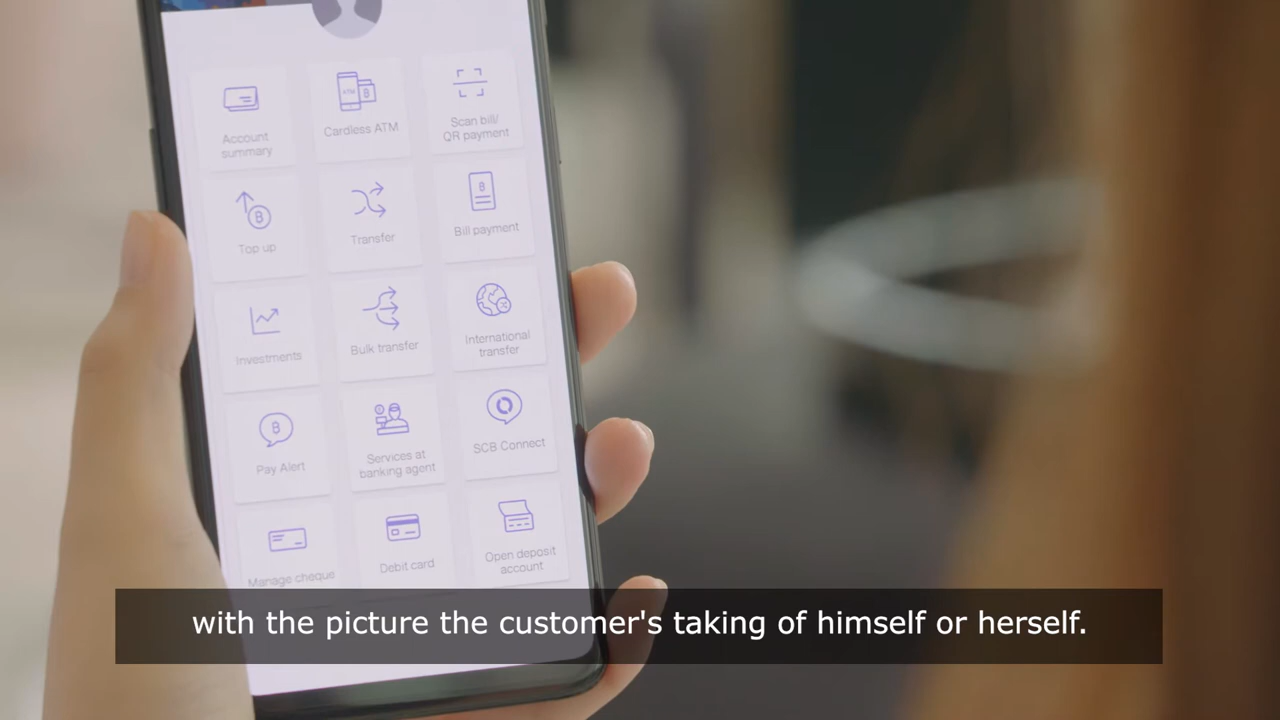 Account
summary
Cardless ATM
Scan bill/
QR payment
Top up
Transfer
Bill payment
Investments
Bulk transfer
International
transfer
Pay Alert
Services at
banking agent
SCB Connect
Manage cheque
Debit card
Open deposit
account
with the picture the customer's taking of himself or herself.